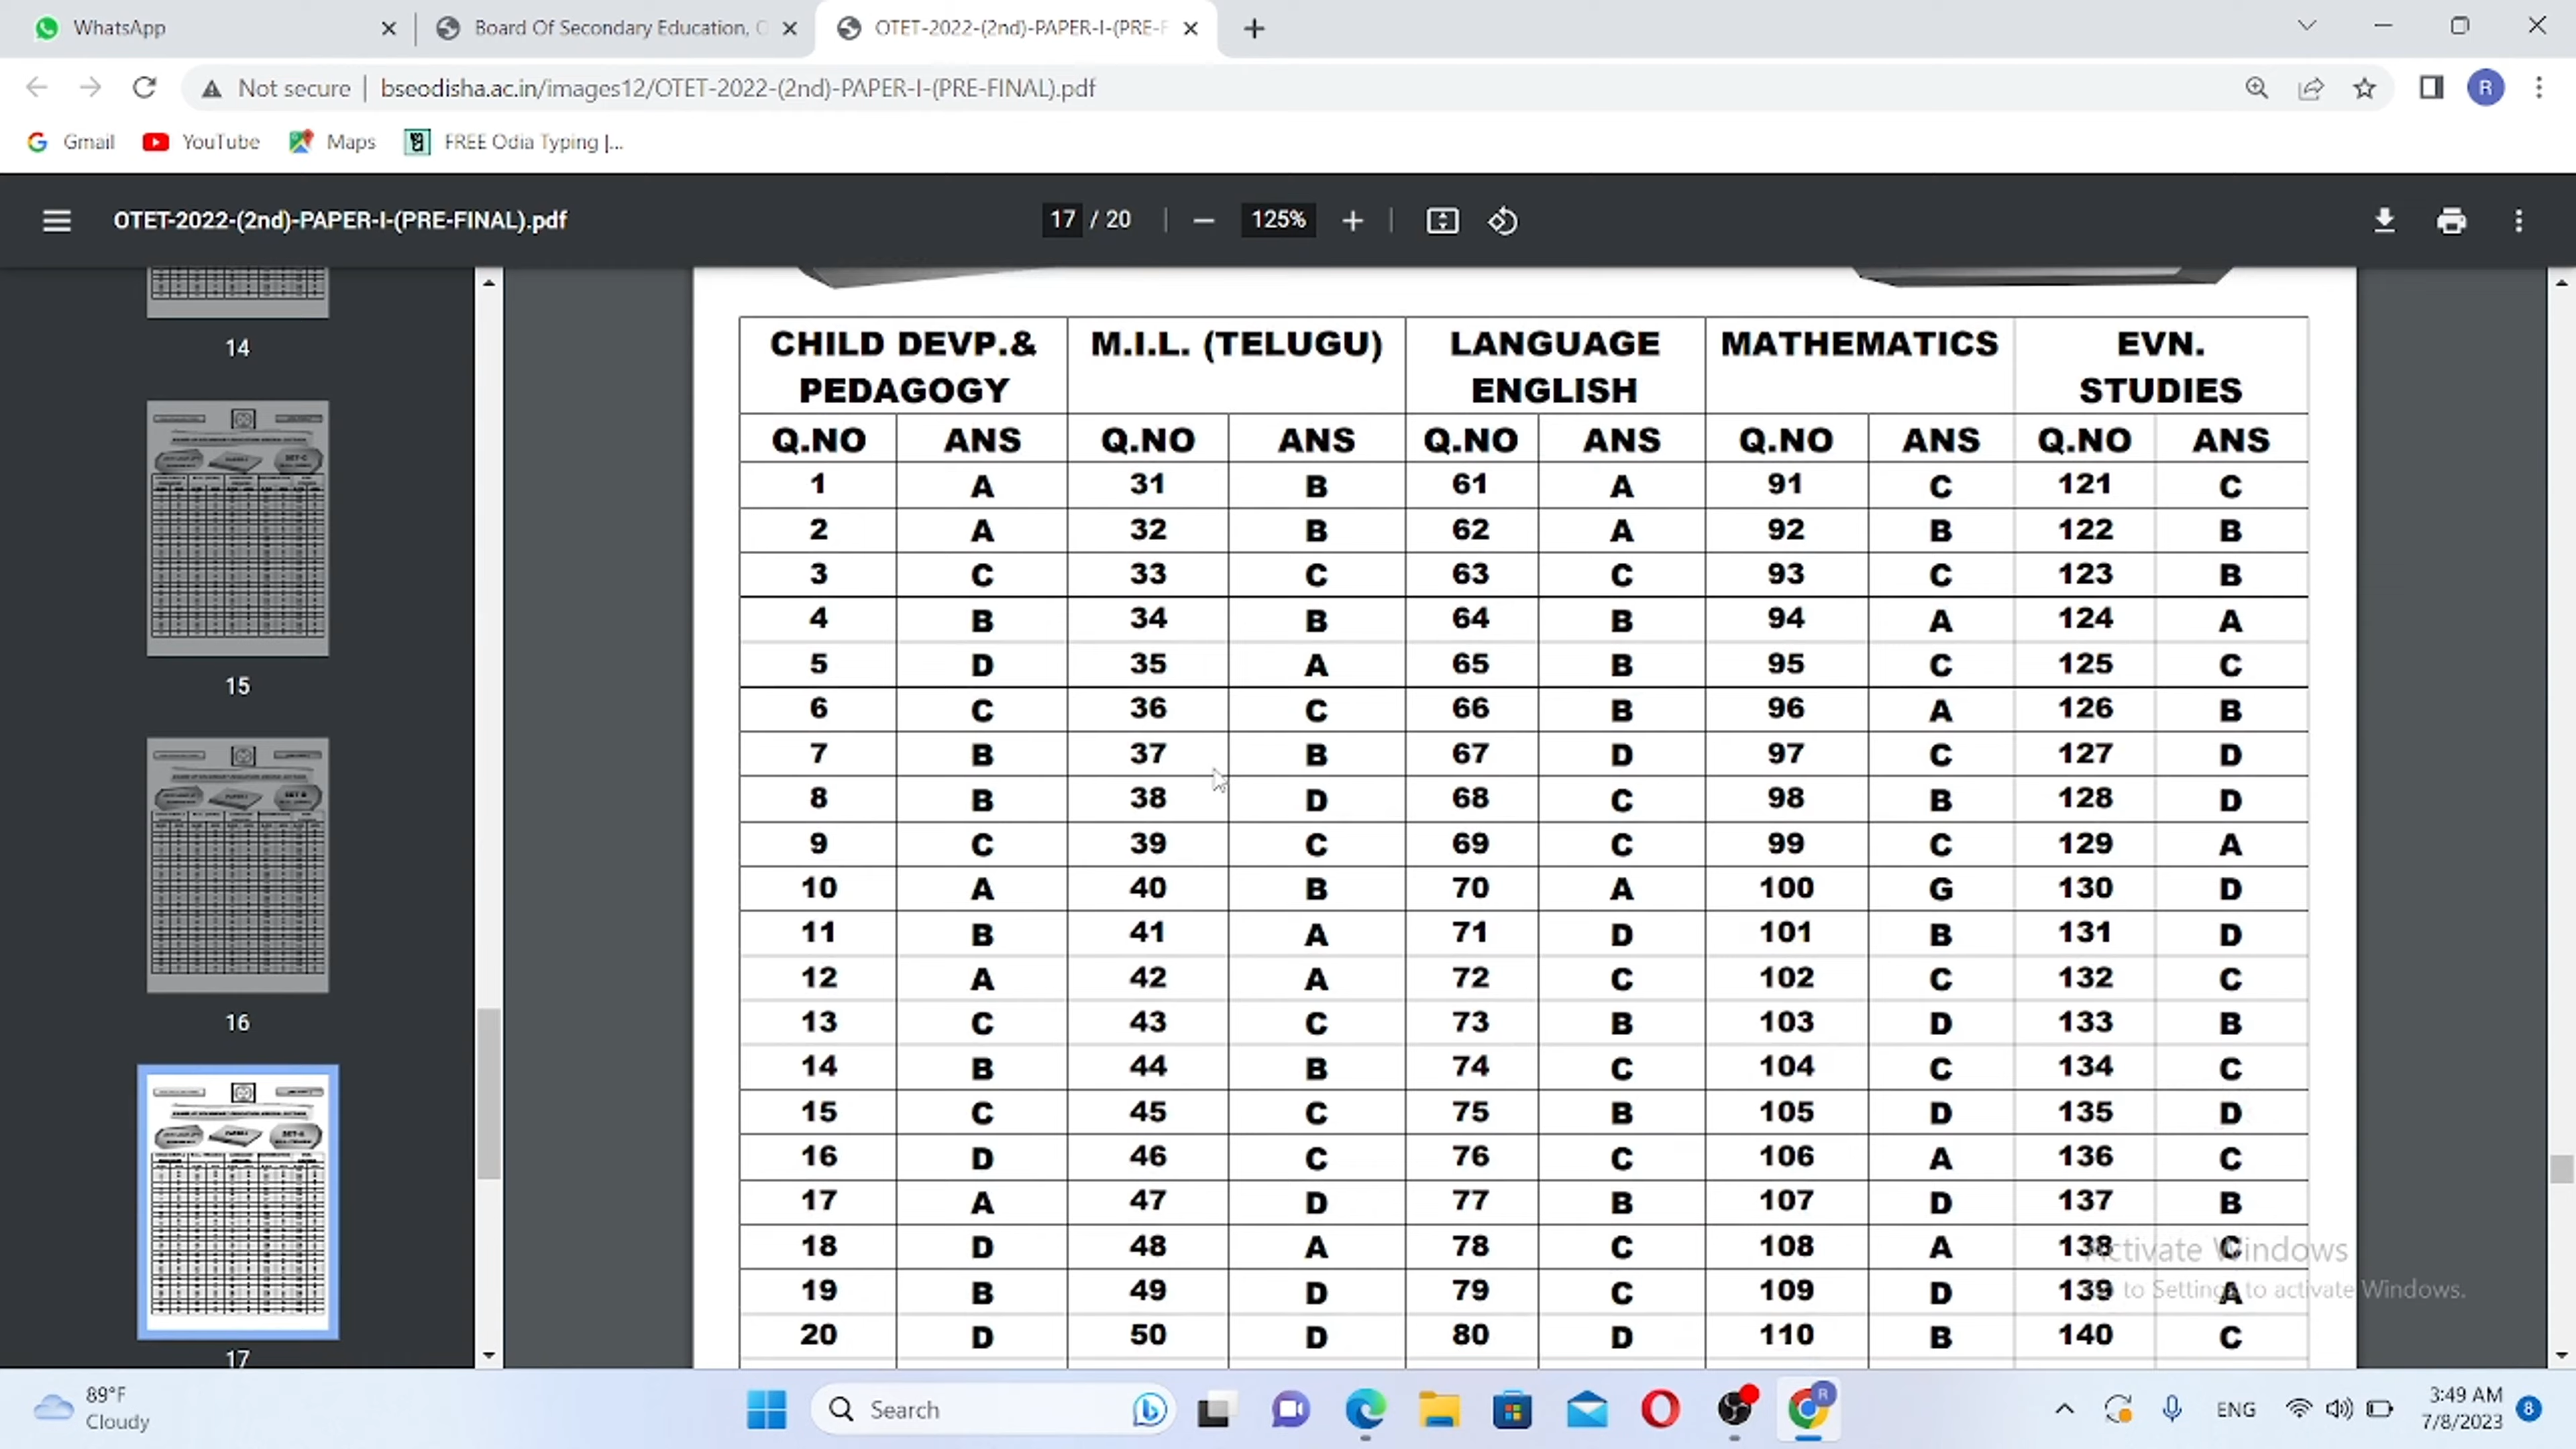 WhatsApp
Board Of Secondary Education, O
OTET-2022-(2nd)-PAPER-I-(PRE-F
Not secure | bseodisha.ac.in/images12/OTET-2022-(2nd)-PAPER-I-(PRE-FINAL).pdf
R
Gmail YouTube Maps FREE Odia Typing |...
OTET-2022-(2nd)-PAPER-I-(PRE-FINAL).pdf 17 / 20 125%
14
15
16
17
CHILD DEVP.& PEDAGOGY M.I.L. (TELUGU) LANGUAGE ENGLISH MATHEMATICS EVN. STUDIES
Q.NO ANS Q.NO ANS Q.NO ANS Q.NO ANS Q.NO ANS
1 A 31 B 61 A 91 C 121 C
2 A 32 B 62 A 92 B 122 B
3 C 33 C 63 C 93 C 123 B
4 B 34 B 64 B 94 A 124 A
5 D 35 A 65 B 95 C 125 C
6 C 36 C 66 B 96 A 126 B
7 B 37 B 67 D 97 C 127 D
8 B 38 D 68 C 98 B 128 D
9 C 39 C 69 C 99 C 129 A
10 A 40 B 70 A 100 G 130 D
11 B 41 A 71 D 101 B 131 D
12 A 42 A 72 C 102 C 132 C
13 C 43 C 73 B 103 D 133 B
14 B 44 B 74 C 104 C 134 C
15 C 45 C 75 B 105 D 135 D
16 D 46 C 76 C 106 A 136 C
17 A 47 D 77 B 107 D 137 B
18 D 48 A 78 C 108 A 138 C
19 B 49 D 79 C 109 D 139 A
20 D 50 D 80 D 110 B 140 C
Activate Windows
Go to Settings to activate Windows.
89°F
Cloudy
Search
R
ENG
3:49 AM
7/8/2023
8